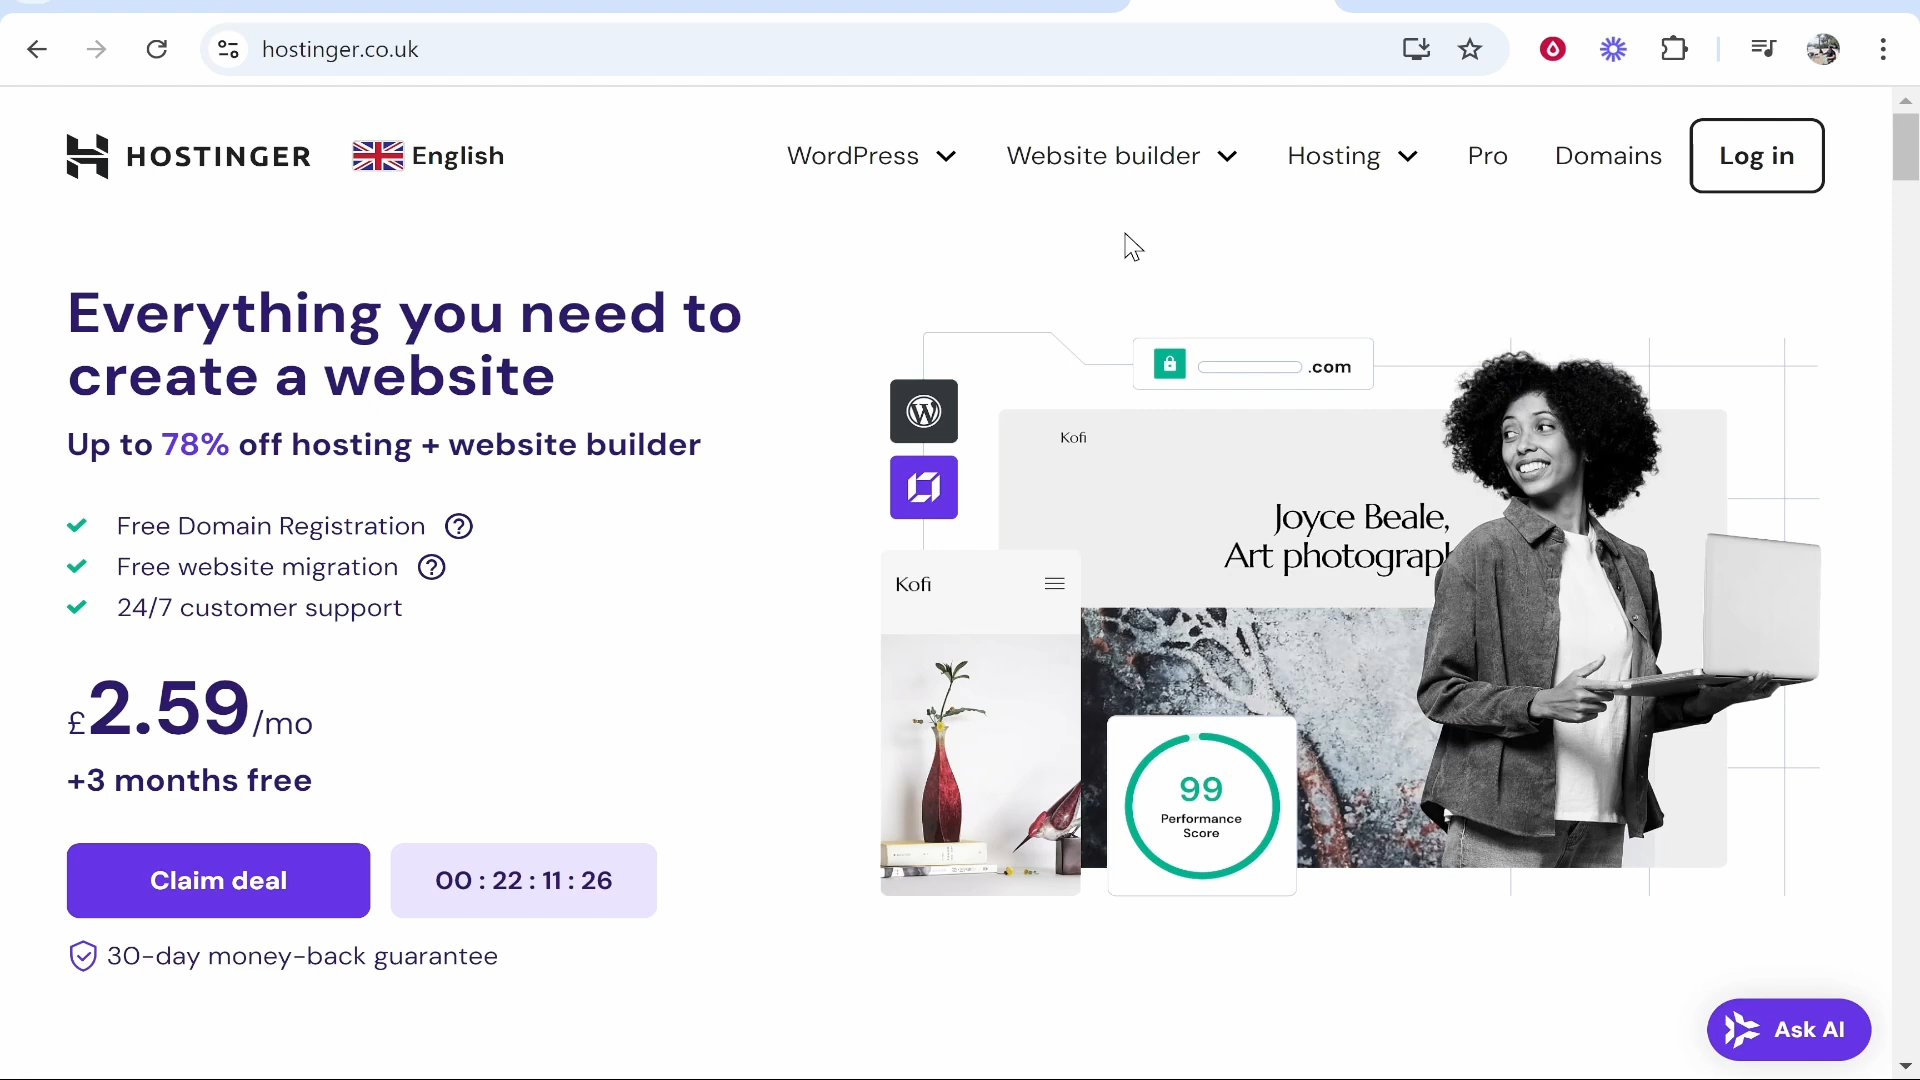 hostinger.co.uk
HOSTINGER
English
WordPress
Website builder
Hosting
Pro
Domains
Log in
Everything you need to
create a website
Up to 78% off hosting + website builder
Free Domain Registration ?
Free website migration ?
24/7 customer support
£2.59/mo
+3 months free
Claim deal
00 : 22 : 11 : 26
30-day money-back guarantee
.com
Kofi
Joyce Beale,
Art photograph
Kofi
99
Performance
Score
Ask AI